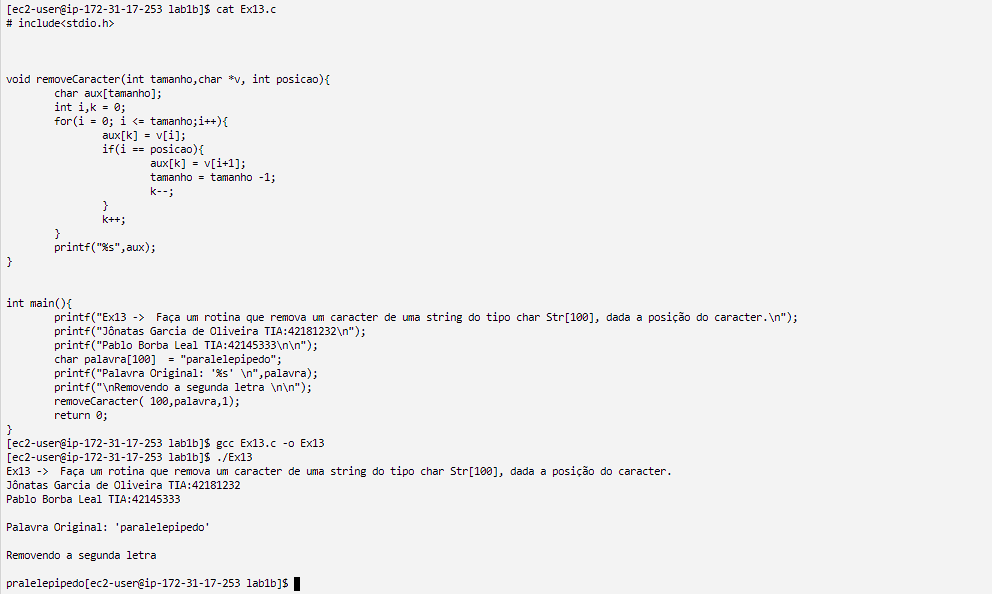 [ec2-user@ip-172-31-17-253 lab1b]$ cat Ex13.c
# include<stdio.h>
void removeCaracter(int tamanho,char *v, int posicao){
        char aux[tamanho];
        int i,k = 0;
        for(i = 0; i <= tamanho;i++){
                aux[k] = v[i];
                if(i == posicao){
                        aux[k] = v[i+1];
                        tamanho = tamanho -1;
                        k--;
                }
                k++;
        }
        printf("%s",aux);
}
int main(){
        printf("Ex13 ->  Faça um rotina que remova um caracter de uma string do tipo char Str[100], dada a posição do caracter.\n");
        printf("Jônatas Garcia de Oliveira TIA:42181232\n");
        printf("Pablo Borba Leal TIA:42145333\n\n");
        char palavra[100]  = "paralelepipedo";
        printf("Palavra Original: '%s' \n",palavra);
        printf("\nRemovendo a segunda letra \n\n");
        removeCaracter( 100,palavra,1);
        return 0;
}
[ec2-user@ip-172-31-17-253 lab1b]$ gcc Ex13.c -o Ex13
[ec2-user@ip-172-31-17-253 lab1b]$ ./Ex13
Ex13 ->  Faça um rotina que remova um caracter de uma string do tipo char Str[100], dada a posição do caracter.
Jônatas Garcia de Oliveira TIA:42181232
Pablo Borba Leal TIA:42145333
Palavra Original: 'paralelepipedo'
Removendo a segunda letra
pralelepipedo[ec2-user@ip-172-31-17-253 lab1b]$